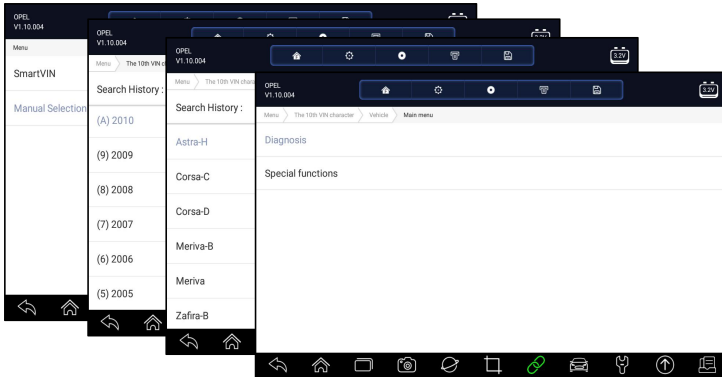 OPEL
V1.10.004
Menu
SmartVIN
Manual Selection
OPEL
V1.10.004
Menu
The 10th VIN c
Search History :
(A) 2010
(9) 2009
(8) 2008
(7) 2007
(6) 2006
(5) 2005
OPEL
V1.10.004
3.2V
Menu
The 10th VIN chara
Search History :
Astra-H
Corsa-C
Corsa-D
Meriva-B
Meriva
Zafira-B
OPEL
V1.10.004
3.2V
Menu
The 10th VIN character
Vehicle
Main menu
Diagnosis
Special functions